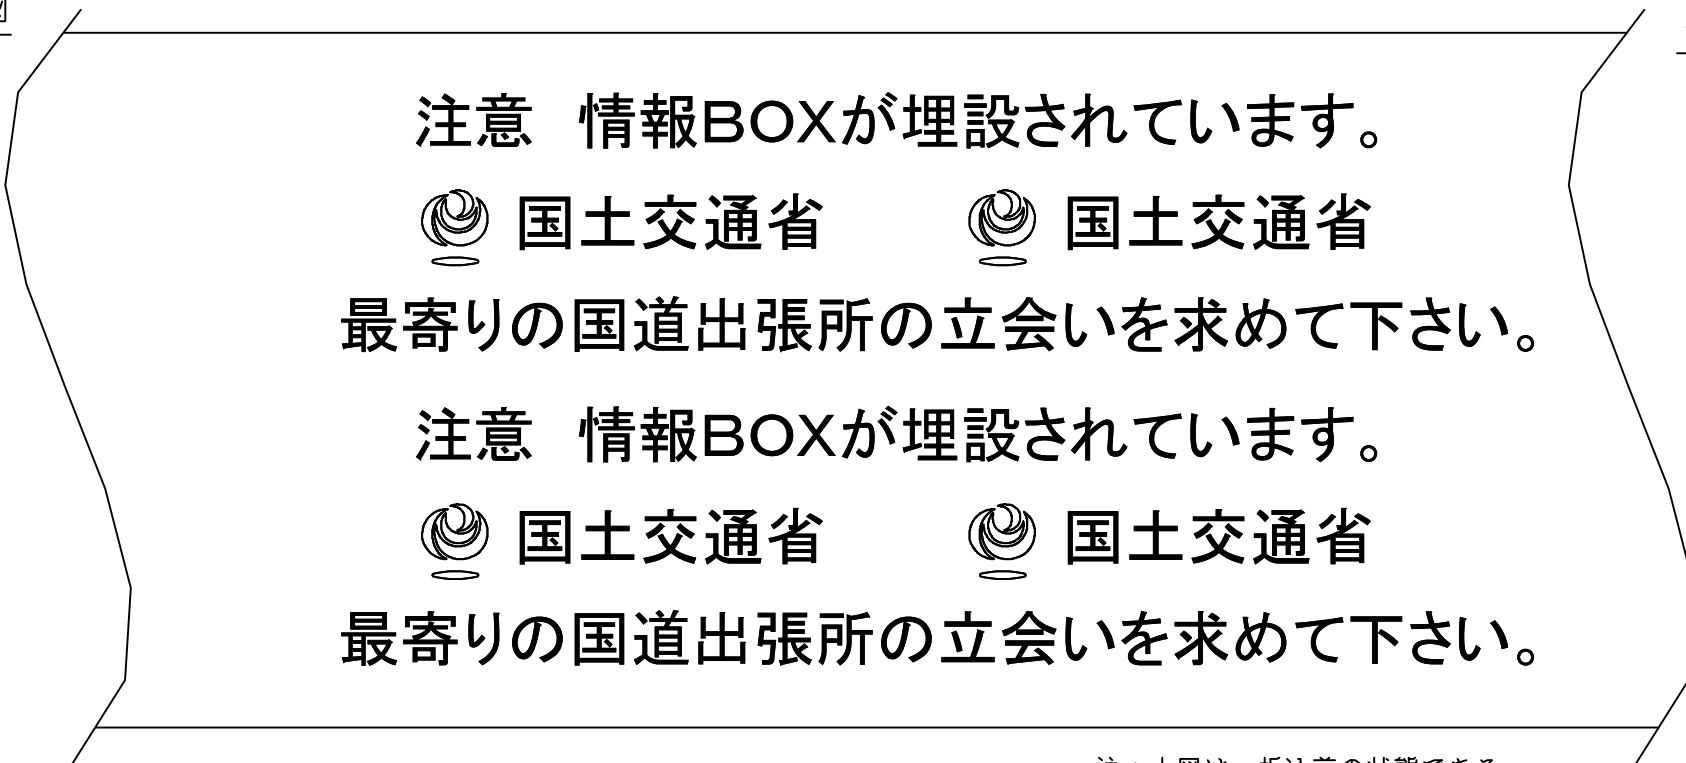 注意　情報BOXが埋設されています。
国土交通省　国土交通省
最寄りの国道出張所の立会いを求めて下さい。
注意　情報BOXが埋設されています。
国土交通省　国土交通省
最寄りの国道出張所の立会いを求めて下さい。